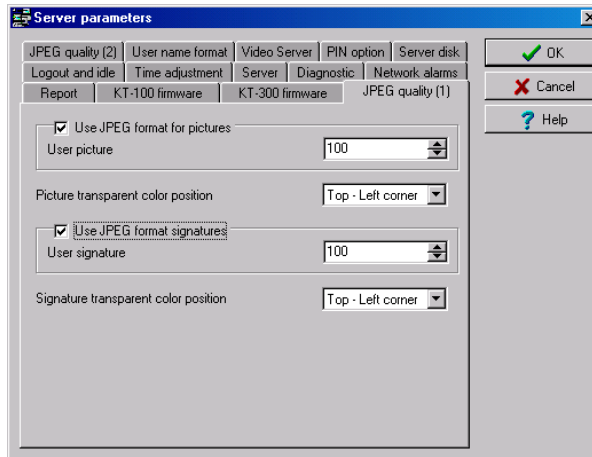 Server parameters
JPEG quality (2) User name format Video Server PIN option Server disk
Logout and idle Time adjustment Server Diagnostic Network alarms
Report KT-100 firmware KT-300 firmware JPEG quality (1)
Use JPEG format for pictures
User picture 100
Picture transparent color position Top - Left corner
Use JPEG format signatures
User signature 100
Signature transparent color position Top - Left corner
OK
Cancel
? Help